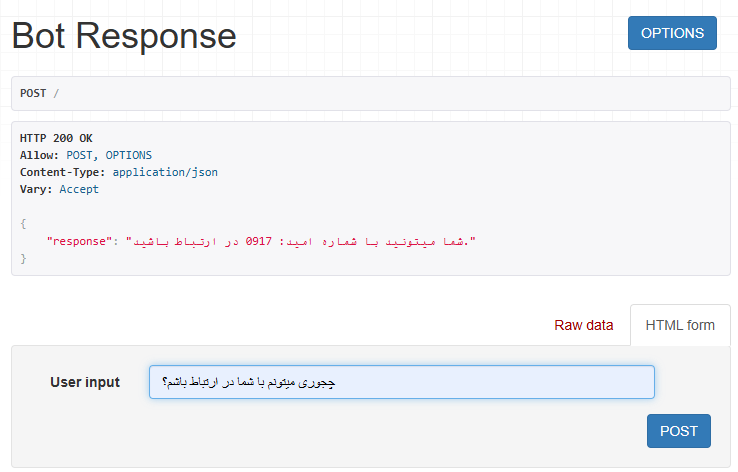 Bot Response
OPTIONS
POST /
HTTP 200 OK
Allow: POST, OPTIONS
Content-Type: application/json
Vary: Accept
{
"response": "شما میتونید با شماره امید: 0917 در ارتباط باشید."
}
Raw data
HTML form
User input
چجوری میتونم با شما در ارتباط باشم؟
POST